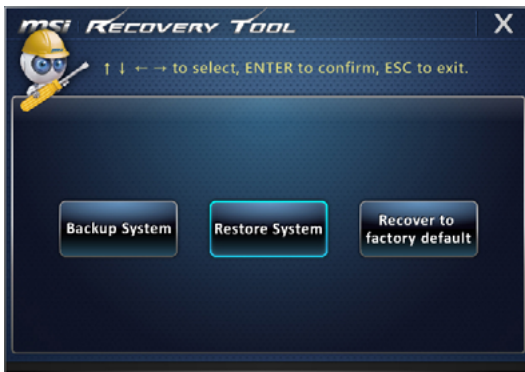 msi RECOVERY TOOL X
↑ ↓ ← → to select, ENTER to confirm, ESC to exit.
Backup System
Restore System
Recover to
factory default